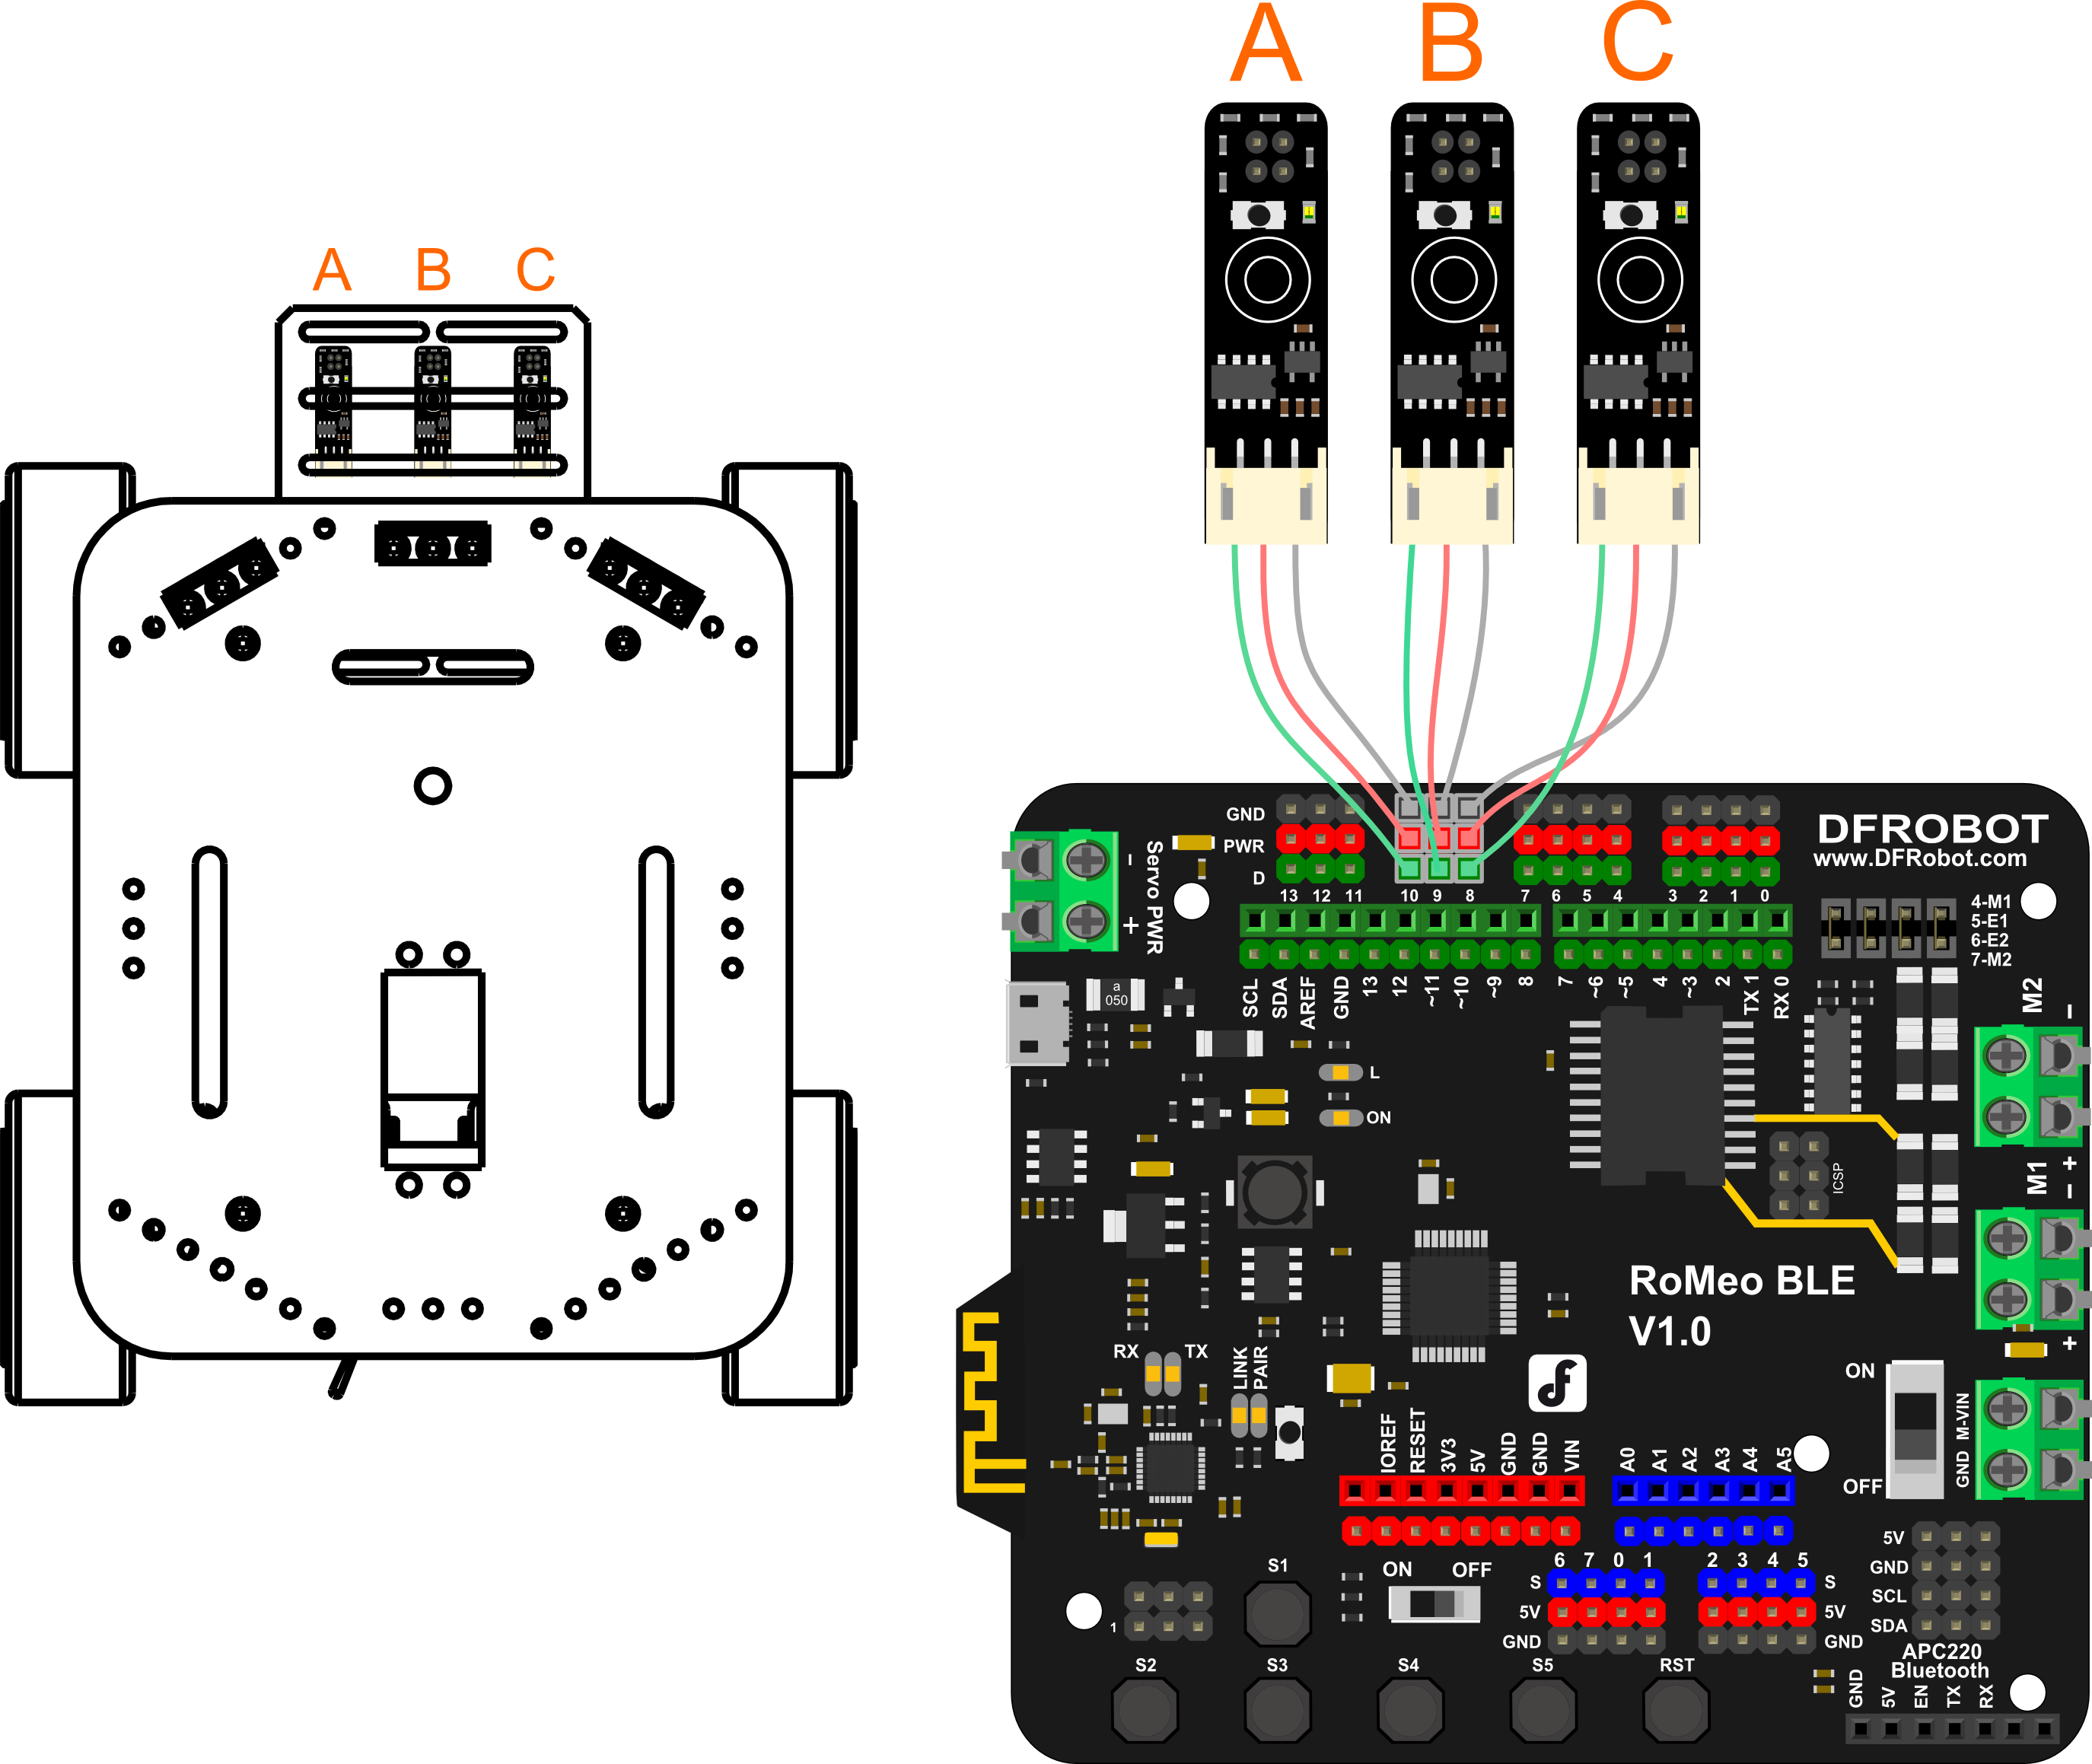 A B C
A B C
GND
PWR
D
13 12 11 10 9 8 7 6 5 4 3 2 1 0
DFROBOT
www.DFRobot.com
Servo PWR
- +
4-M1
5-E1
6-E2
7-M2
SCL SDA AREF GND 13 12 ~11 ~10 ~9 8 7 ~6 ~5 4 ~3 2 TX 1 RX 0
a
050
L
ON
M2
- +
M1
- +
ICSP
RoMeo BLE
V1.0
RX TX
LINK
PAIR
ON
OFF
M-VIN
GND
IOREF RESET 3V3 5V GND GND VIN
A0 A1 A2 A3 A4 A5
S1
ON OFF
6 7 0 1 2 3 4 5
S S
5V 5V
GND GND
1
5V
GND
SCL
SDA
APC220
Bluetooth
S2 S3 S4 S5 RST
GND 5V EN TX RX